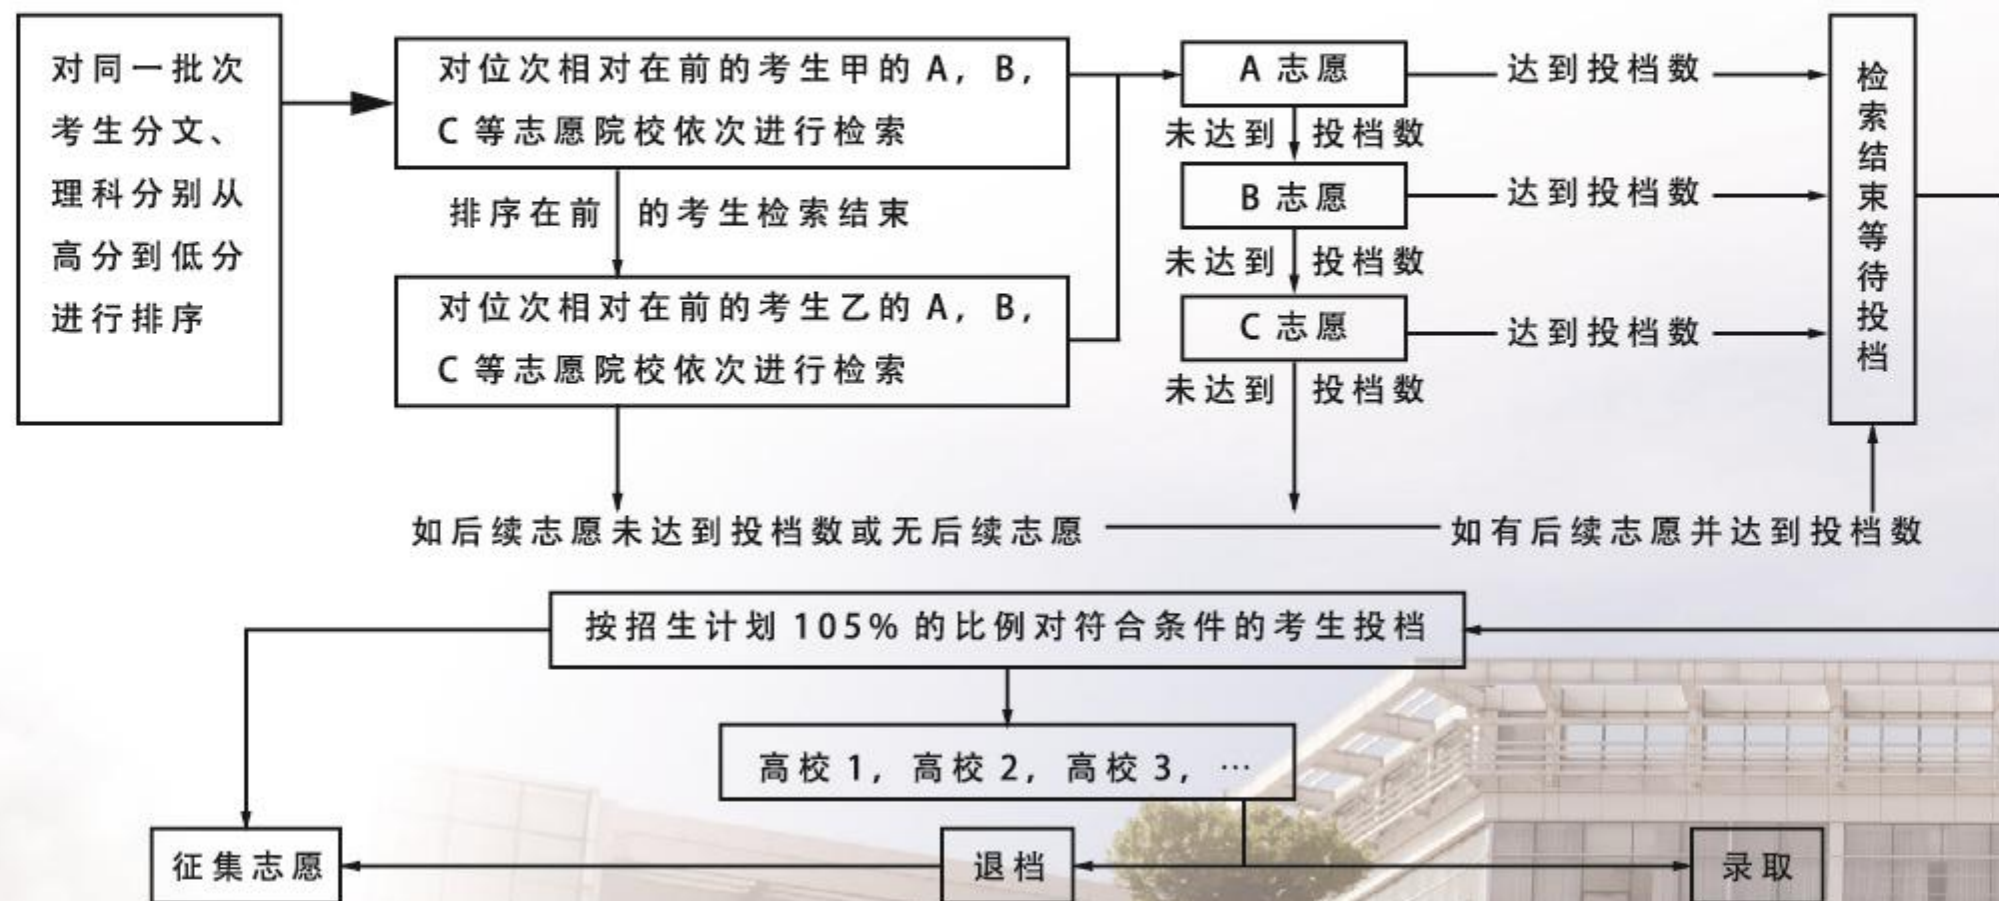 对同一批次
考生分文、
理科分别从
高分到低分
进行排序
对位次相对在前的考生甲的 A, B,
C 等志愿院校依次进行检索
排序在前 的考生检索结束
对位次相对在前的考生乙的 A, B,
C 等志愿院校依次进行检索
A 志愿
达到投档数
未达到 投档数
B 志愿
达到投档数
未达到 投档数
C 志愿
达到投档数
未达到 投档数
检索结束等待投档
如后续志愿未达到投档数或无后续志愿
如有后续志愿并达到投档数
按招生计划 105% 的比例对符合条件的考生投档
高校 1, 高校 2, 高校 3, …
征集志愿
退档
录取